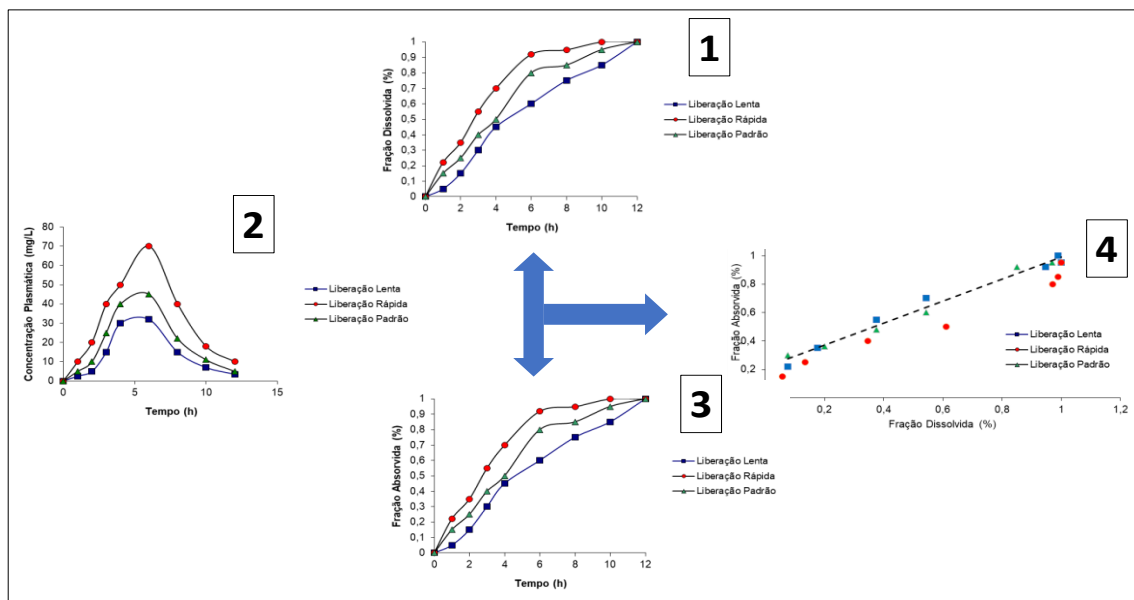 1
1
0,9
0,8
0,7
0,6
0,5
0,4
0,3
0,2
0,1
0
0 2 4 6 8 10 12
Fração Dissolvida (%)
Tempo (h)
Liberação Lenta
Liberação Rápida
Liberação Padrão
2
80
70
60
50
40
30
20
10
0
0 5 10 15
Concentração Plasmática (mg/L)
Tempo (h)
Liberação Lenta
Liberação Rápida
Liberação Padrão
3
1
0,9
0,8
0,7
0,6
0,5
0,4
0,3
0,2
0,1
0
0 2 4 6 8 10 12
Fração Absorvida (%)
Tempo (h)
Liberação Lenta
Liberação Rápida
Liberação Padrão
4
1
0,8
0,6
0,4
0,2
0,2 0,4 0,6 0,8 1 1,2
Fração Absorvida (%)
Fração Dissolvida (%)
Liberação Lenta
Liberação Rápida
Liberação Padrão